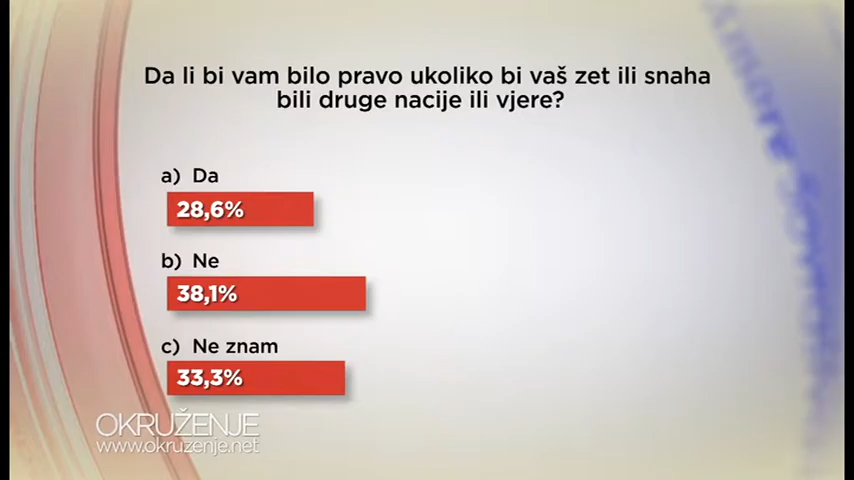 Da li bi vam bilo pravo ukoliko bi vaš zet ili snaha
bili druge nacije ili vjere?
a) Da
28,6%
b) Ne
38,1%
c) Ne znam
33,3%
OKRUŽENJE
www.okruzenje.net